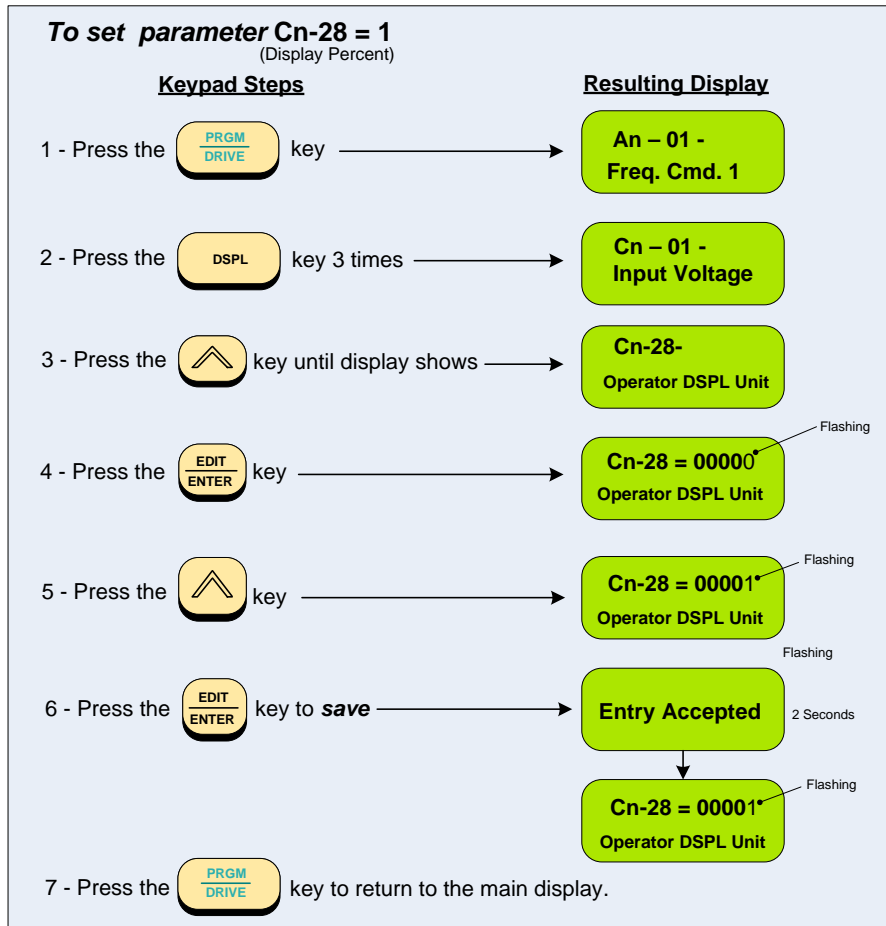 To set parameter Cn-28 = 1
(Display Percent)
Keypad Steps
Resulting Display
1 - Press the PRGM DRIVE key
An – 01 -
Freq. Cmd. 1
2 - Press the DSPL key 3 times
Cn – 01 -
Input Voltage
3 - Press the key until display shows
Cn-28-
Operator DSPL Unit
4 - Press the EDIT ENTER key
Flashing
Cn-28 = 00000
Operator DSPL Unit
5 - Press the key
Flashing
Cn-28 = 00001
Operator DSPL Unit
6 - Press the EDIT ENTER key to save
Flashing
Entry Accepted
2 Seconds
Flashing
Cn-28 = 00001
Operator DSPL Unit
7 - Press the PRGM DRIVE key to return to the main display.